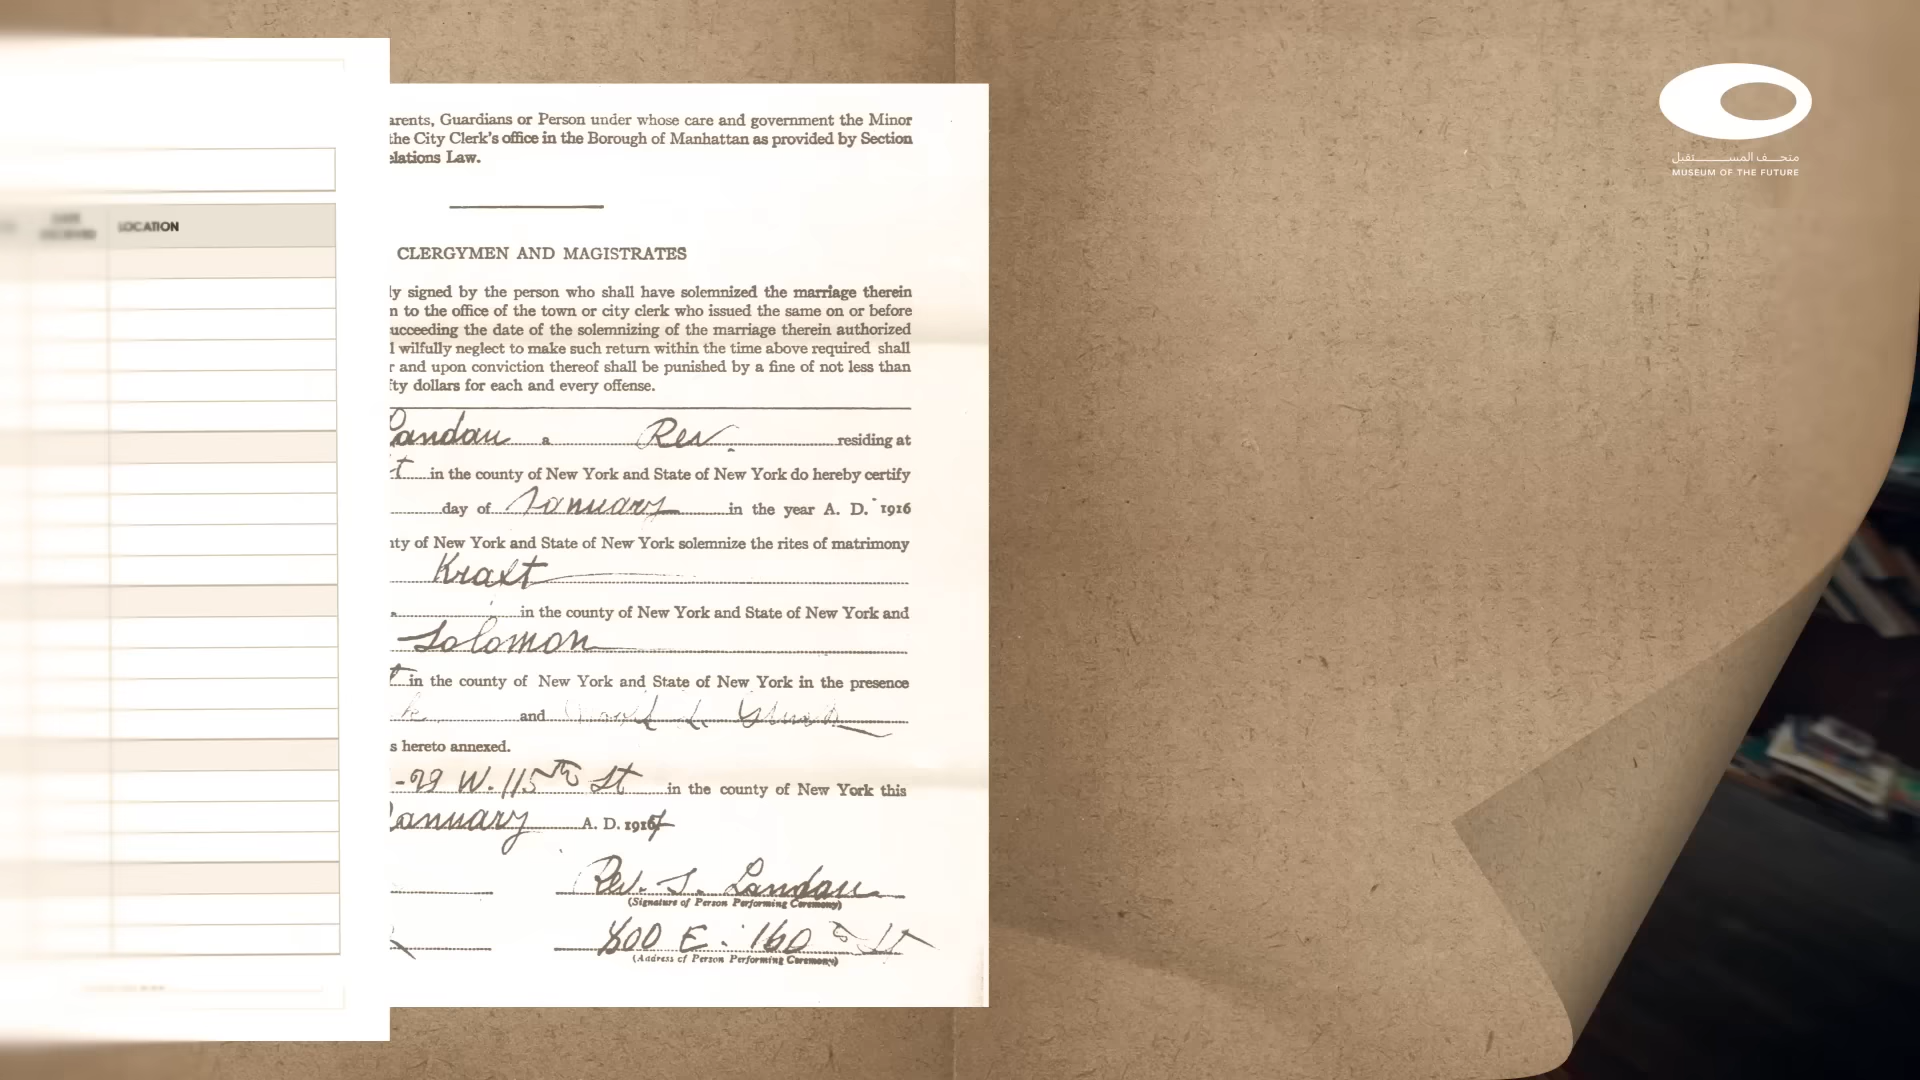 LOCATION
arents, Guardians or Person under whose care and government the Minor
the City Clerk's office in the Borough of Manhattan as provided by Section
elations Law.
CLERGYMEN AND MAGISTRATES
ly signed by the person who shall have solemnized the marriage therein
n to the office of the town or city clerk who issued the same on or before
ucceeding the date of the solemnizing of the marriage therein authorized
l wilfully neglect to make such return within the time above required shall
r and upon conviction thereof shall be punished by a fine of not less than
fty dollars for each and every offense.
Landau a Rev. residing at
t in the county of New York and State of New York do hereby certify
day of January in the year A. D. 1916
nty of New York and State of New York solemnize the rites of matrimony
Kraft
in the county of New York and State of New York and
Solomon
t in the county of New York and State of New York in the presence
and
s hereto annexed.
-99 W. 115th St in the county of New York this
January A. D. 1917
Rev. S. Landau
(Signature of Person Performing Ceremony)
800 E. 160th St
(Address of Person Performing Ceremony)
متحف المستقبل
MUSEUM OF THE FUTURE